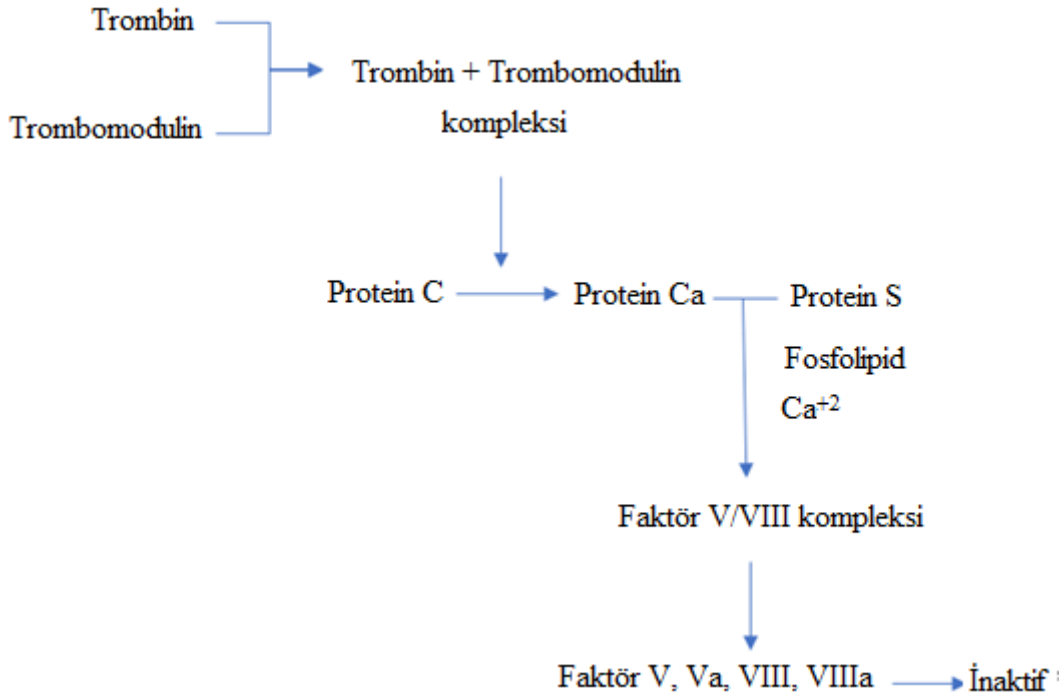 Trombin
Trombin + Trombomodulin
kompleksi
Trombomodulin
Protein C
Protein Ca
Protein S
Fosfolipid
Ca⁺²
Faktör V/VIII kompleksi
Faktör V, Va, VIII, VIIIa
İnaktif